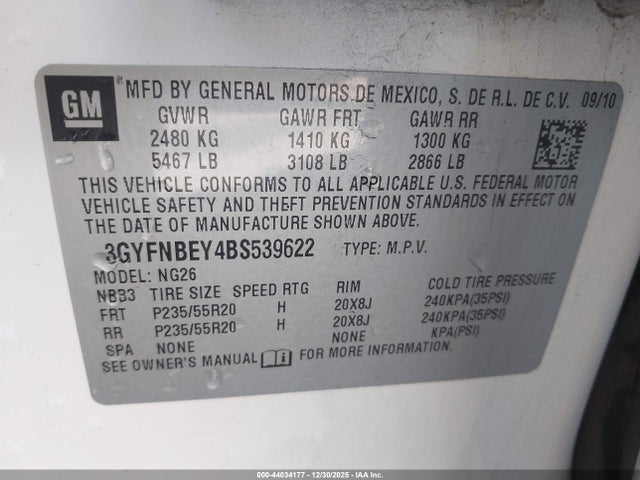 GM ® MFD BY GENERAL MOTORS DE MEXICO, S. DE R.L. DE C.V. 09/10
GVWR GAWR FRT GAWR RR
2480 KG 1410 KG 1300 KG
5467 LB 3108 LB 2866 LB
THIS VEHICLE CONFORMS TO ALL APPLICABLE U.S. FEDERAL MOTOR
VEHICLE SAFETY AND THEFT PREVENTION STANDARDS IN EFFECT ON
THE DATE OF MANUFACTURE SHOWN ABOVE.
3GYFNBEY4BS539622 TYPE: M.P.V.
MODEL: NG26
NB33 TIRE SIZE SPEED RTG RIM COLD TIRE PRESSURE
FRT P235/55R20 H 20X8J 240KPA(35PSI)
RR P235/55R20 H 20X8J 240KPA(35PSI)
SPA NONE NONE KPA(PSI)
SEE OWNER'S MANUAL FOR MORE INFORMATION.
000-44034177 - 12/30/2025 - IAAI.COM